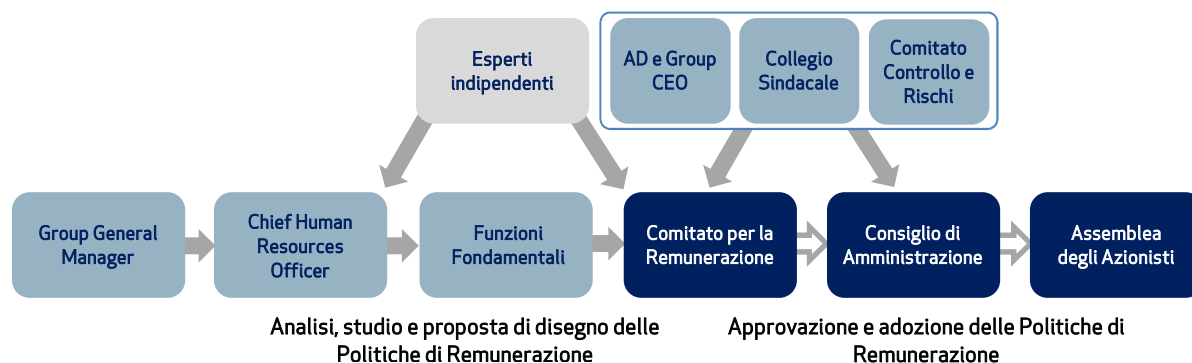 Esperti
indipendenti
AD e Group
CEO
Collegio
Sindacale
Comitato
Controllo e
Rischi
Group General
Manager
Chief Human
Resources
Officer
Funzioni
Fondamentali
Comitato per la
Remunerazione
Consiglio di
Amministrazione
Assemblea
degli Azionisti
Analisi, studio e proposta di disegno delle
Politiche di Remunerazione
Approvazione e adozione delle Politiche di
Remunerazione